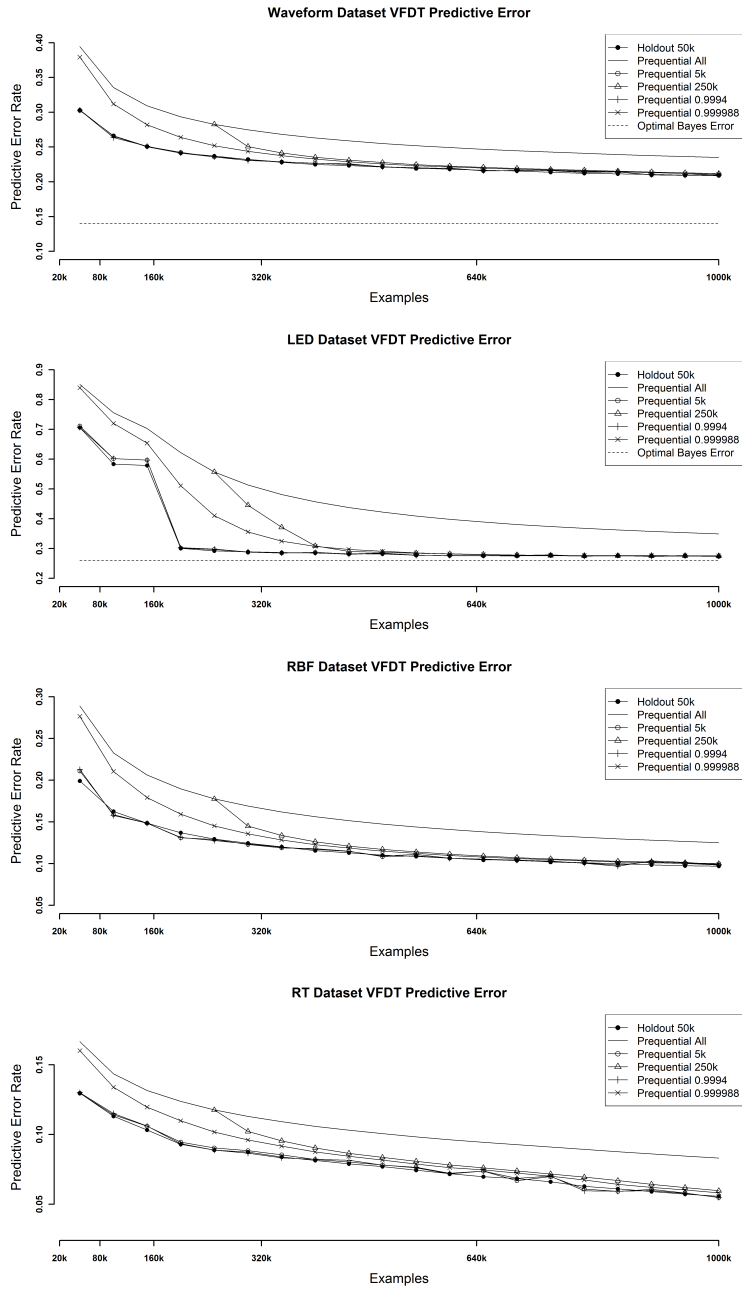 Waveform Dataset VFDT Predictive Error
Predictive Error Rate
0.40
0.35
0.30
0.25
0.20
0.15
0.10
Holdout 50k
Prequential All
Prequential 5k
Prequential 250k
Prequential 0.9994
Prequential 0.999988
Optimal Bayes Error
20k 80k 160k 320k 640k 1000k
Examples
LED Dataset VFDT Predictive Error
Predictive Error Rate
0.9
0.8
0.7
0.6
0.5
0.4
0.3
0.2
Holdout 50k
Prequential All
Prequential 5k
Prequential 250k
Prequential 0.9994
Prequential 0.999988
Optimal Bayes Error
20k 80k 160k 320k 640k 1000k
Examples
RBF Dataset VFDT Predictive Error
Predictive Error Rate
0.30
0.25
0.20
0.15
0.10
0.05
Holdout 50k
Prequential All
Prequential 5k
Prequential 250k
Prequential 0.9994
Prequential 0.999988
20k 80k 160k 320k 640k 1000k
Examples
RT Dataset VFDT Predictive Error
Predictive Error Rate
0.15
0.10
0.05
Holdout 50k
Prequential All
Prequential 5k
Prequential 250k
Prequential 0.9994
Prequential 0.999988
20k 80k 160k 320k 640k 1000k
Examples